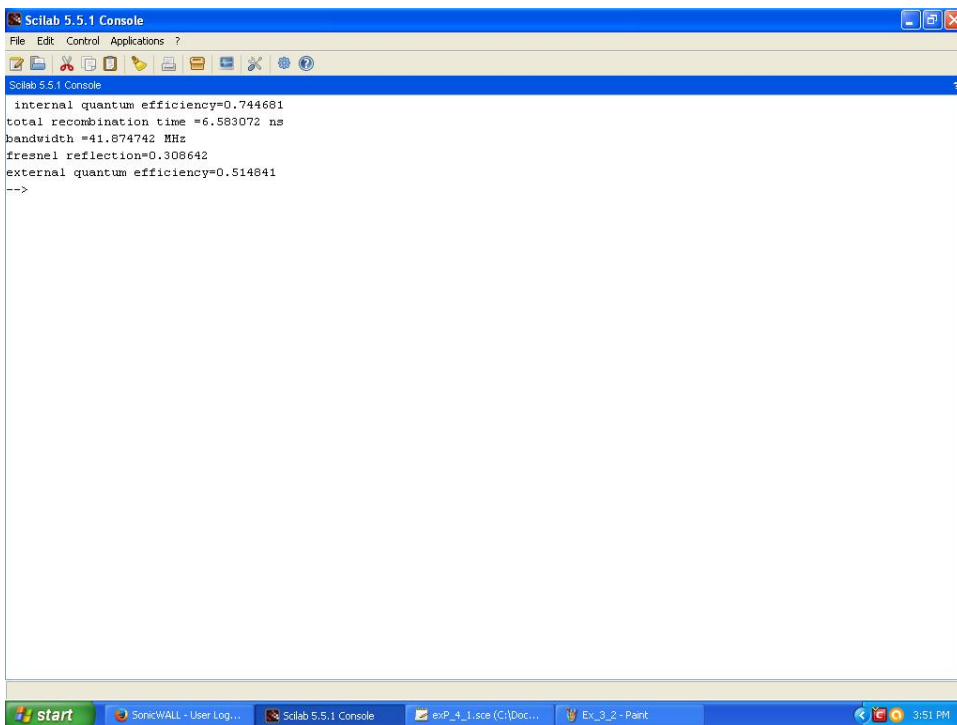 Scilab 5.5.1 Console
File Edit Control Applications ?
Scilab 5.5.1 Console ?
internal quantum efficiency=0.744681
total recombination time =6.583072 ns
bandwidth =41.874742 MHz
fresnel reflection=0.308642
external quantum efficiency=0.514841
-->
start SonicWALL - User Log... Scilab 5.5.1 Console exP_4_1.sce (C:\Doc... Ex_3_2 - Paint 3:51 PM